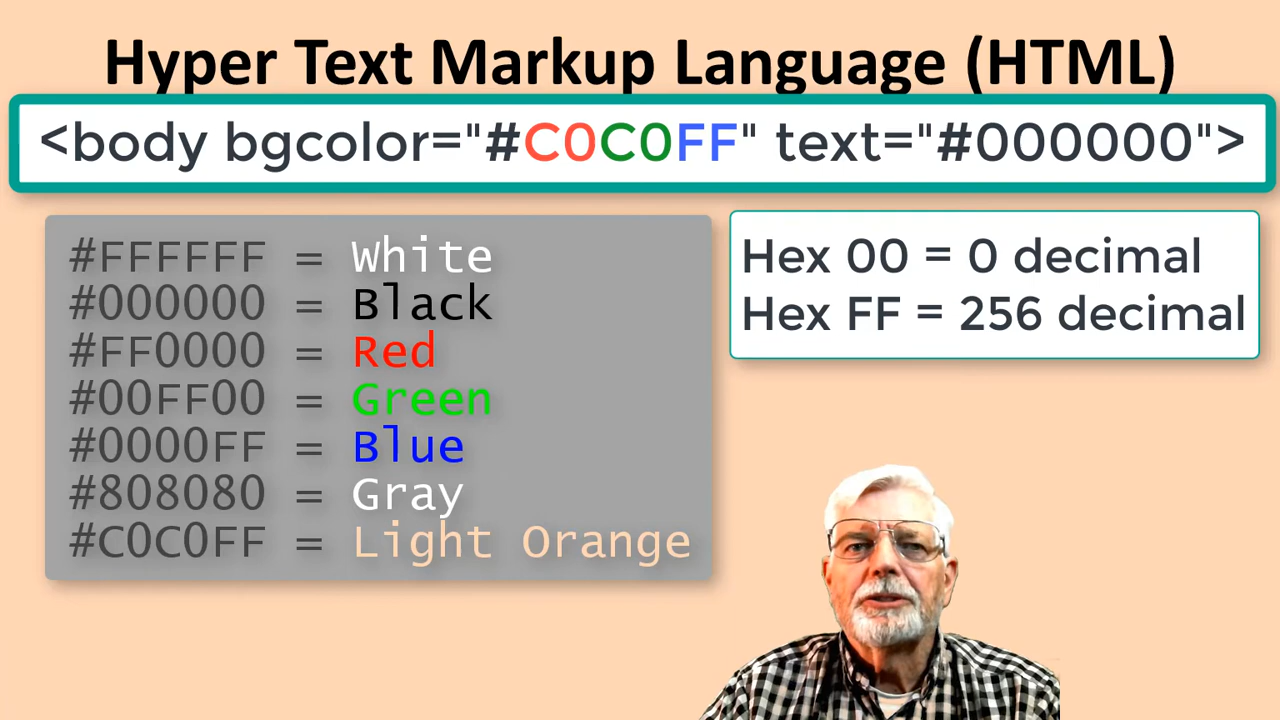 Hyper Text Markup Language (HTML)
<body bgcolor="#C0C0FF" text="#000000">
#FFFFFF = White
#000000 = Black
#FF0000 = Red
#00FF00 = Green
#0000FF = Blue
#808080 = Gray
#C0C0FF = Light Orange
Hex 00 = 0 decimal
Hex FF = 256 decimal